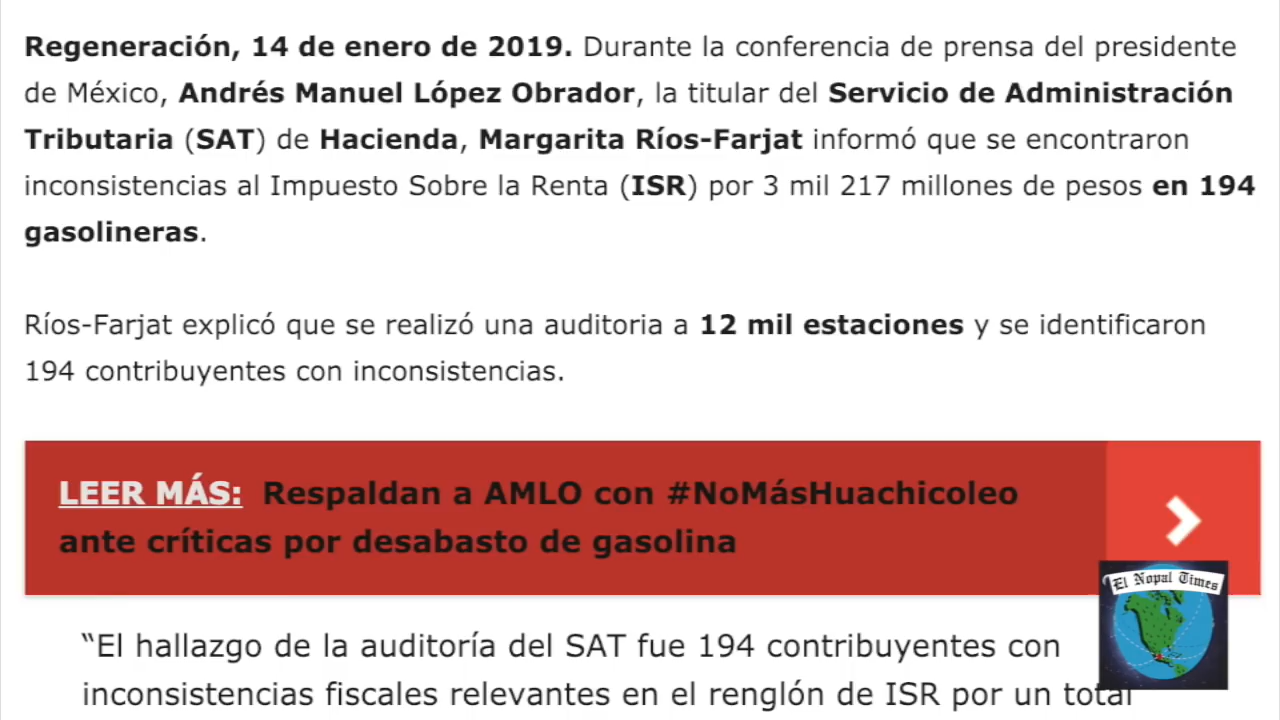 Regeneración, 14 de enero de 2019. Durante la conferencia de prensa del presidente
de México, Andrés Manuel López Obrador, la titular del Servicio de Administración
Tributaria (SAT) de Hacienda, Margarita Ríos-Farjat informó que se encontraron
inconsistencias al Impuesto Sobre la Renta (ISR) por 3 mil 217 millones de pesos en 194
gasolineras.
Ríos-Farjat explicó que se realizó una auditoria a 12 mil estaciones y se identificaron
194 contribuyentes con inconsistencias.
LEER MÁS: Respaldan a AMLO con #NoMásHuachicoleo
ante críticas por desabasto de gasolina
El Nopal Times
“El hallazgo de la auditoría del SAT fue 194 contribuyentes con
inconsistencias fiscales relevantes en el renglón de ISR por un total